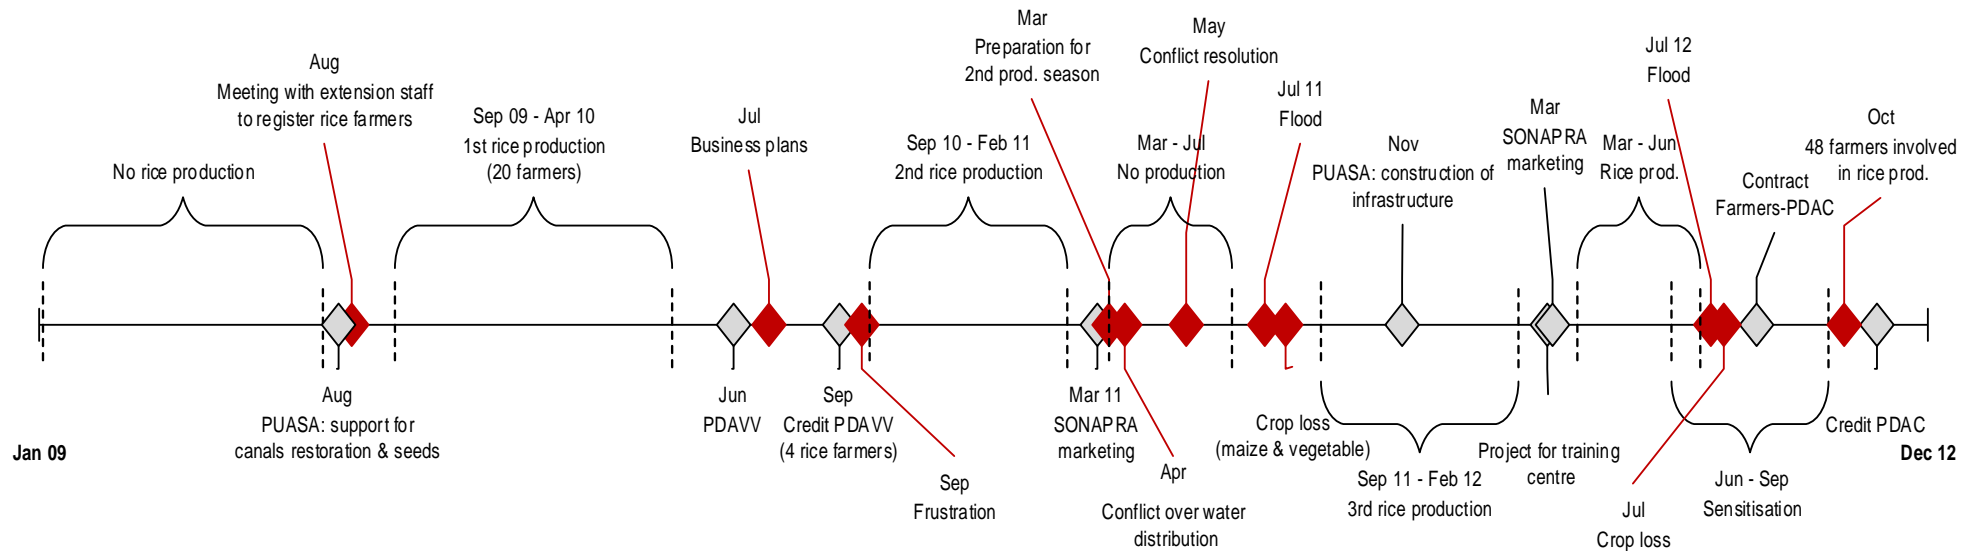 No rice production
Aug
Meeting with extension staff
to register rice farmers
Sep 09 - Apr 10
1st rice production
(20 farmers)
Jul
Business plans
Sep 10 - Feb 11
2nd rice production
Mar
Preparation for
2nd prod. season
Mar - Jul
No production
May
Conflict resolution
Jul 11
Flood
Nov
PUASA: construction of
infrastructure
Mar
SONAPRA
marketing
Mar - Jun
Rice prod.
Jul 12
Flood
Contract
Farmers-PDAC
Oct
48 farmers involved
in rice prod.
Jan 09
Aug
PUASA: support for
canals restoration & seeds
Jun
PDAVV
Sep
Credit PDAVV
(4 rice farmers)
Sep
Frustration
Mar 11
SONAPRA
marketing
Apr
Conflict over water
distribution
Crop loss
(maize & vegetable)
Sep 11 - Feb 12
3rd rice production
Project for training
centre
Jul
Crop loss
Jun - Sep
Sensitisation
Credit PDAC
Dec 12